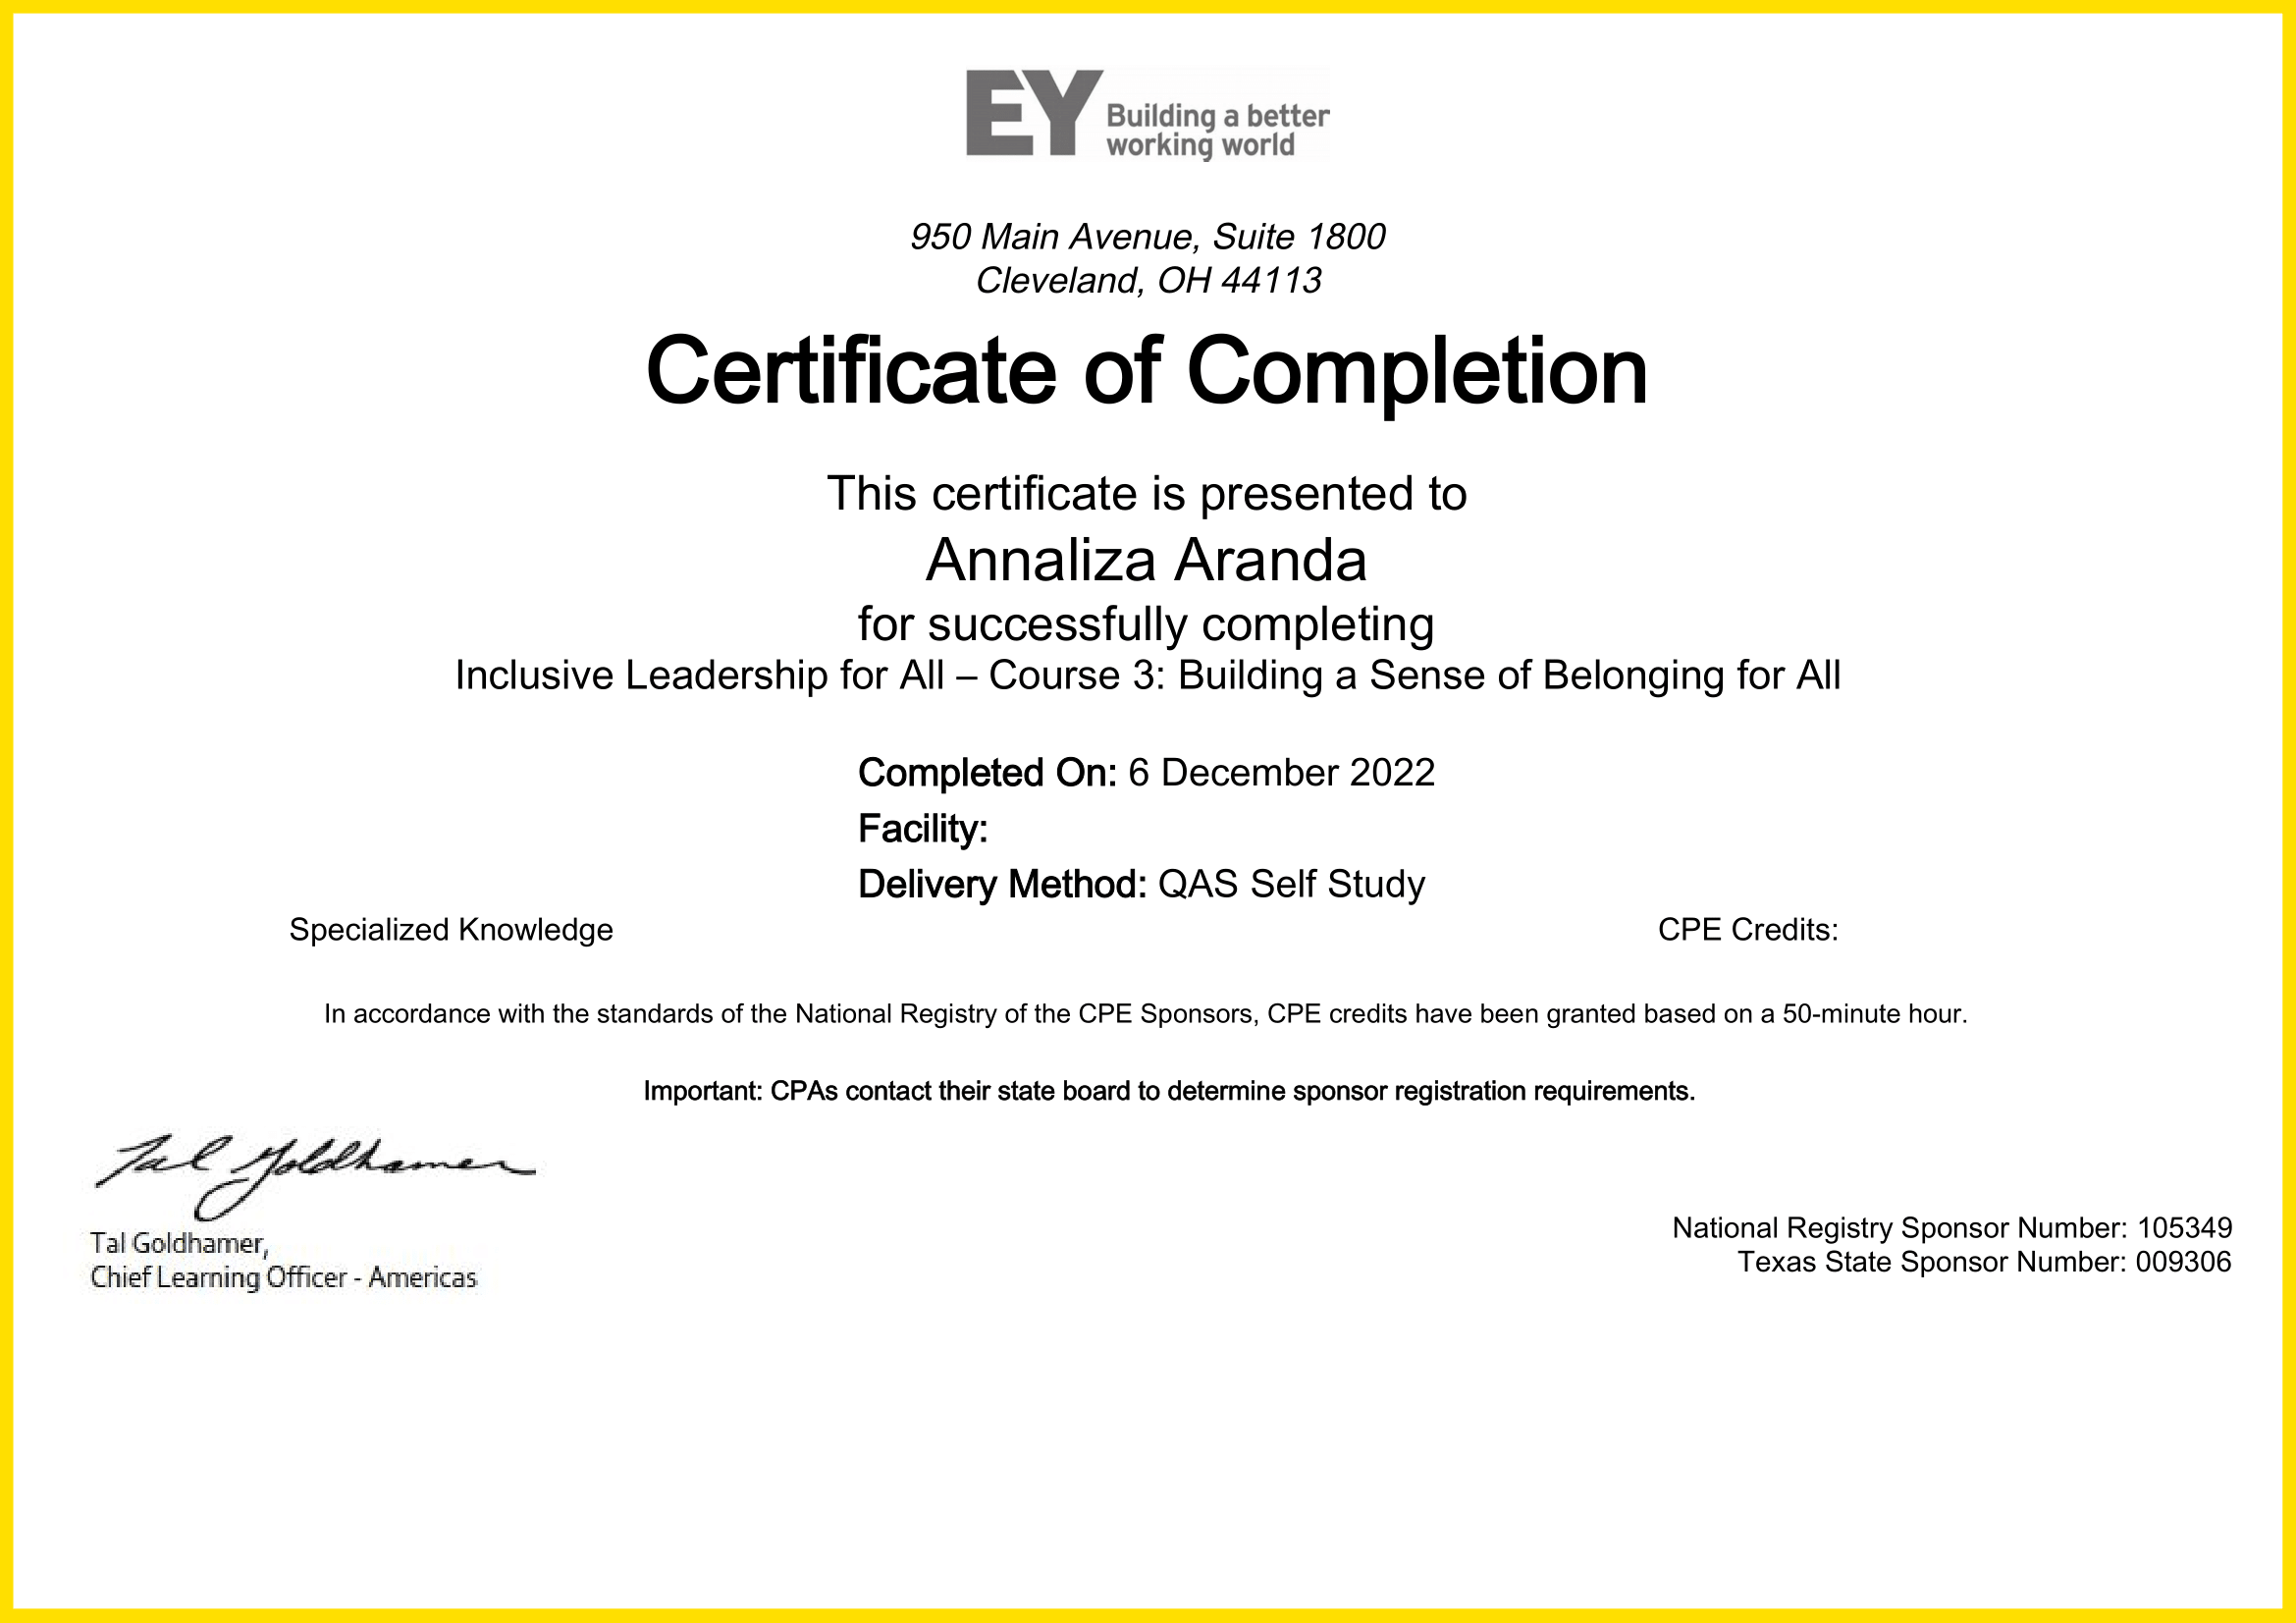 EY Building a better
working world
950 Main Avenue, Suite 1800
Cleveland, OH 44113
Certificate of Completion
This certificate is presented to
Annaliza Aranda
for successfully completing
Inclusive Leadership for All – Course 3: Building a Sense of Belonging for All
Completed On: 6 December 2022
Facility:
Delivery Method: QAS Self Study
Specialized Knowledge CPE Credits:
In accordance with the standards of the National Registry of the CPE Sponsors, CPE credits have been granted based on a 50-minute hour.
Important: CPAs contact their state board to determine sponsor registration requirements.
Tal Goldhamer
Tal Goldhamer,
Chief Learning Officer - Americas
National Registry Sponsor Number: 105349
Texas State Sponsor Number: 009306